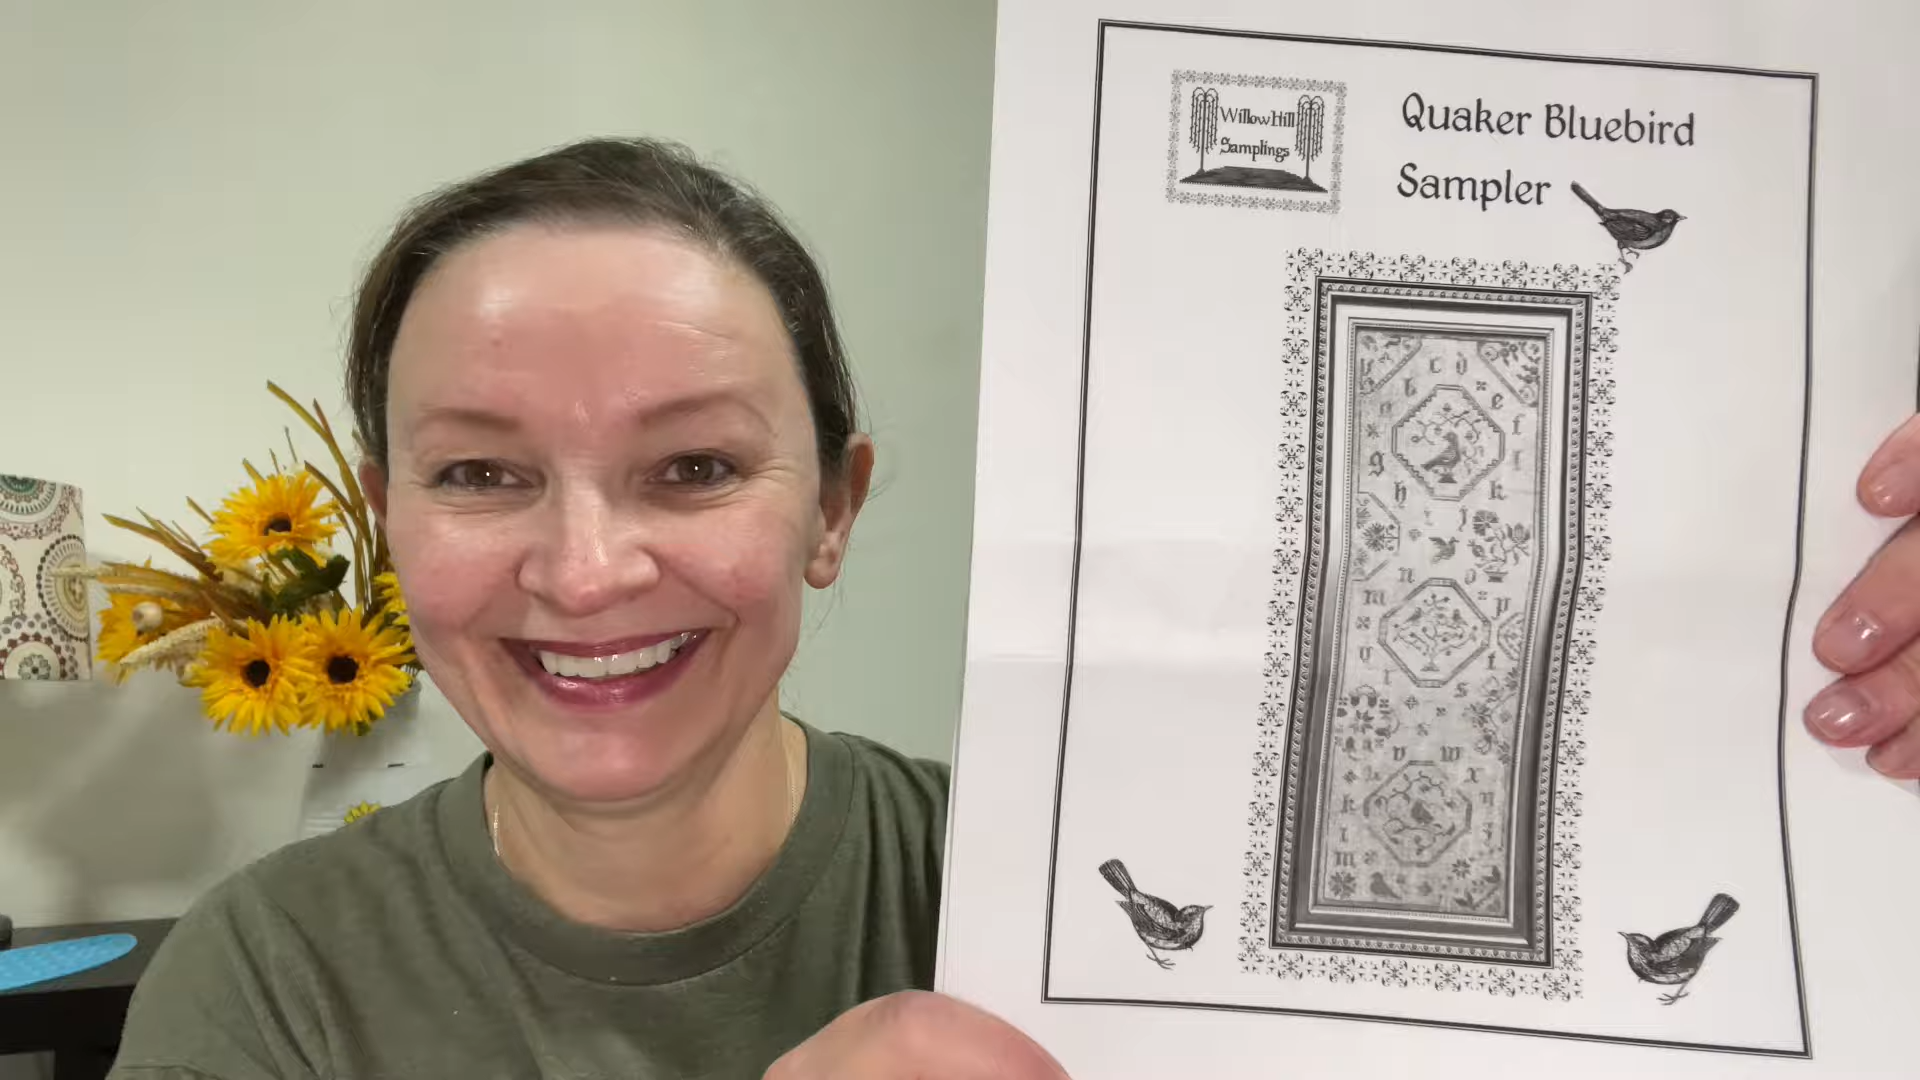 Willow Hill
Samplings
Quaker Bluebird
Sampler
c d
b e
f
g
h k
j
n o
m p
s
v w
x
k
l
m